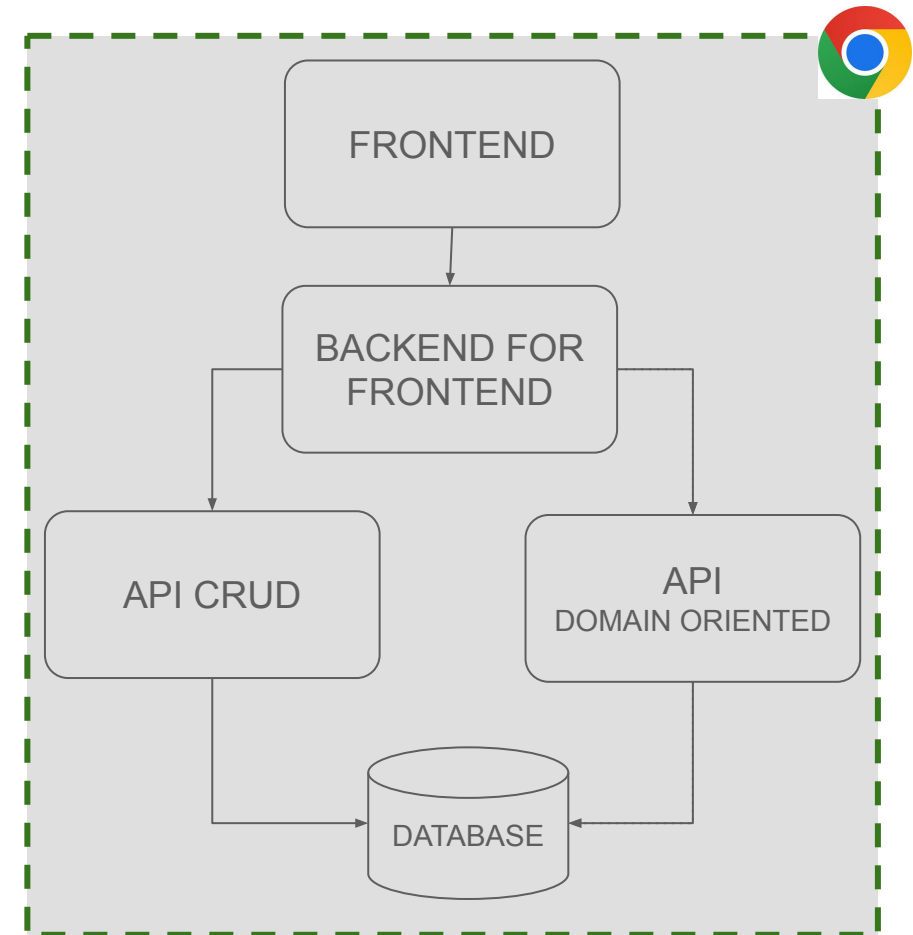 FRONTEND
BACKEND FOR
FRONTEND
API CRUD
API
DOMAIN ORIENTED
DATABASE